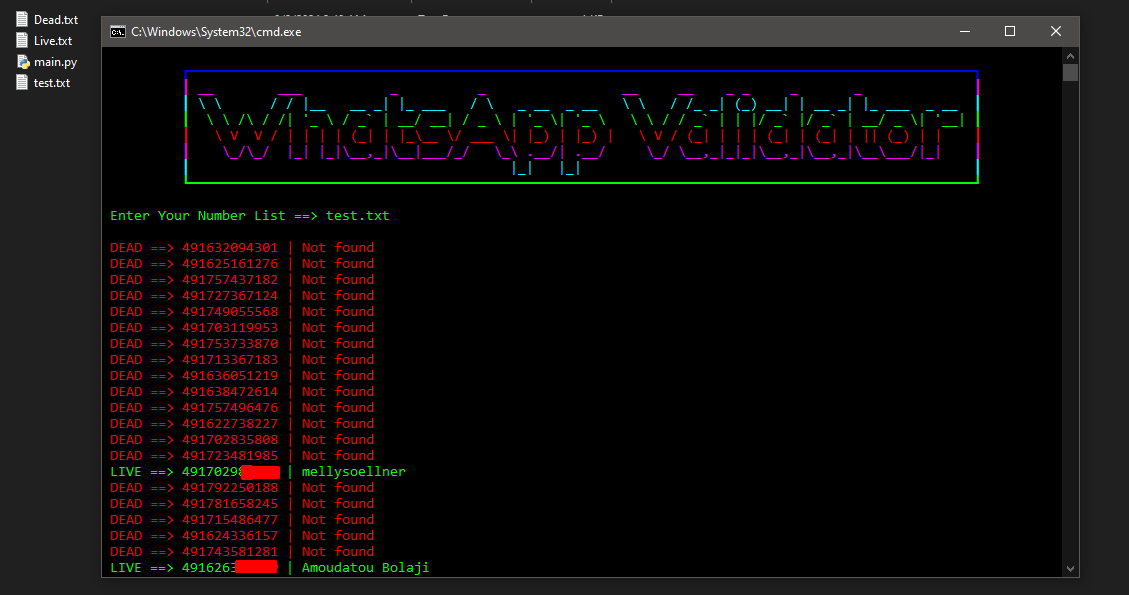 Dead.txt
Live.txt
main.py
test.txt
C:\Windows\System32\cmd.exe
WhatsApp Validator
Enter Your Number List ==> test.txt
DEAD ==> 491632094301 | Not found
DEAD ==> 491625161276 | Not found
DEAD ==> 491757437182 | Not found
DEAD ==> 491727367124 | Not found
DEAD ==> 491749055568 | Not found
DEAD ==> 491703119953 | Not found
DEAD ==> 491753733870 | Not found
DEAD ==> 491713367183 | Not found
DEAD ==> 491636051219 | Not found
DEAD ==> 491638472614 | Not found
DEAD ==> 491757496476 | Not found
DEAD ==> 491622738227 | Not found
DEAD ==> 491702835808 | Not found
DEAD ==> 491723481985 | Not found
LIVE ==> 49170298 | mellysoellner
DEAD ==> 491792250188 | Not found
DEAD ==> 491781658245 | Not found
DEAD ==> 491715486477 | Not found
DEAD ==> 491624336157 | Not found
DEAD ==> 491743581281 | Not found
LIVE ==> 491626 | Amoudatou Bolaji